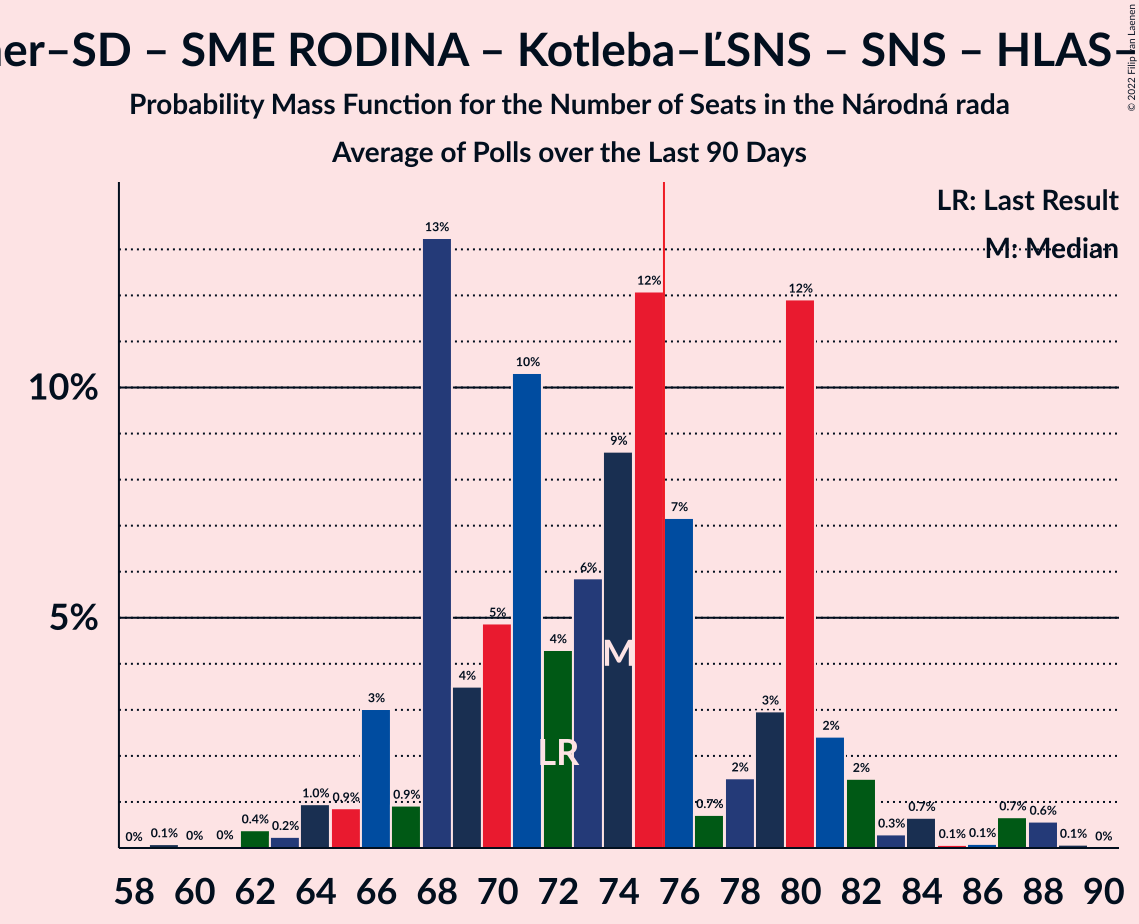 er–SD – SME RODINA – Kotleba–ĽSNS – SNS – HLAS–
Probability Mass Function for the Number of Seats in the Národná rada
Average of Polls over the Last 90 Days
© 2022 Filip van Laenen
LR: Last Result
M: Median
10%
5%
0% 0.1% 0% 0% 0.4% 0.2% 1.0% 0.9% 3% 0.9% 13% 4% 5% 10% 4% 6% 9% 12% 7% 0.7% 2% 3% 12% 2% 2% 0.3% 0.7% 0.1% 0.1% 0.7% 0.6% 0.1% 0%
M
LR
58 60 62 64 66 68 70 72 74 76 78 80 82 84 86 88 90